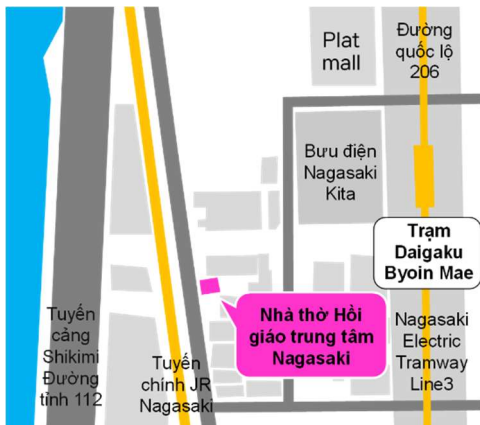 Plat
mall
Đường
quốc lộ
206
Bưu điện
Nagasaki
Kita
Trạm
Daigaku
Byoin Mae
Nhà thờ Hồi
giáo trung tâm
Nagasaki
Tuyến
cảng
Shikimi
Đường
tỉnh 112
Tuyến
chính JR
Nagasaki
Nagasaki
Electric
Tramway
Line3